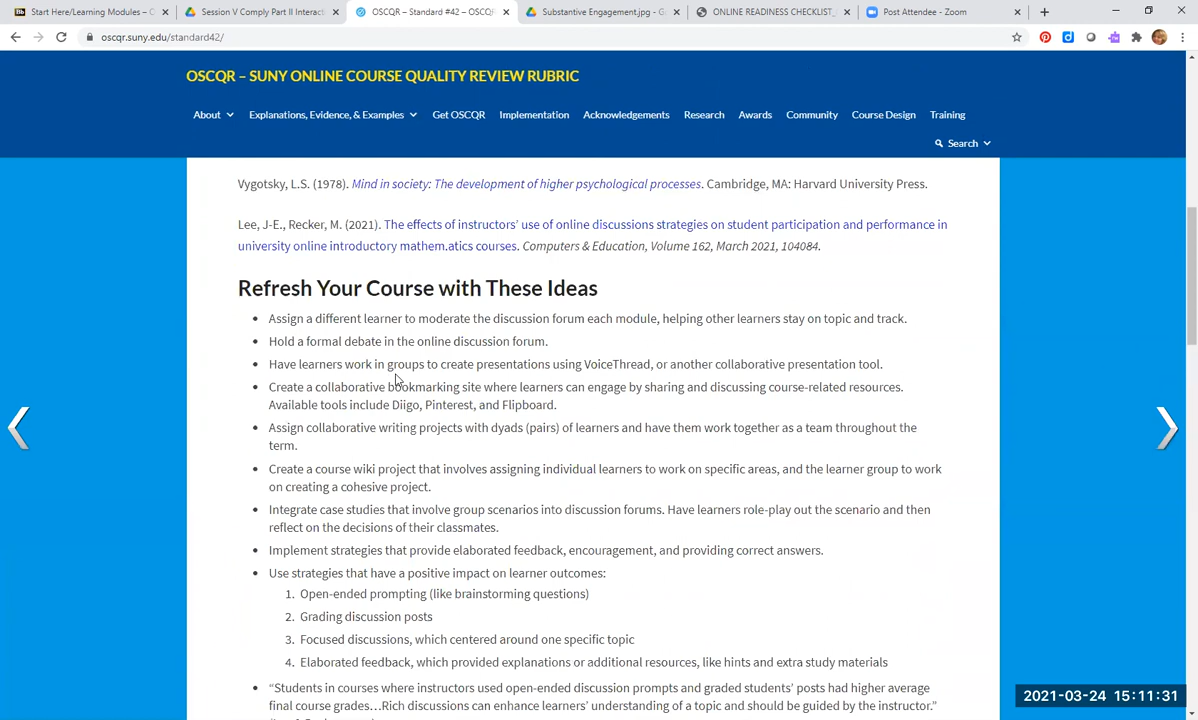 Start Here/Learning Modules – C
Session V Comply Part II Interact
OSCQR – Standard #42 – OSCQR
Substantive Engagement.jpg - G
ONLINE READINESS CHECKLIST_
Post Attendee - Zoom
oscqr.suny.edu/standard42/
OSCQR – SUNY ONLINE COURSE QUALITY REVIEW RUBRIC
About
Explanations, Evidence, & Examples
Get OSCQR
Implementation
Acknowledgements
Research
Awards
Community
Course Design
Training
Search
Vygotsky, L.S. (1978). Mind in society: The development of higher psychological processes. Cambridge, MA: Harvard University Press.
Lee, J-E., Recker, M. (2021). The effects of instructors' use of online discussions strategies on student participation and performance in
university online introductory mathem.atics courses. Computers & Education, Volume 162, March 2021, 104084.
Refresh Your Course with These Ideas
• Assign a different learner to moderate the discussion forum each module, helping other learners stay on topic and track.
• Hold a formal debate in the online discussion forum.
• Have learners work in groups to create presentations using VoiceThread, or another collaborative presentation tool.
• Create a collaborative bookmarking site where learners can engage by sharing and discussing course-related resources.
Available tools include Diigo, Pinterest, and Flipboard.
• Assign collaborative writing projects with dyads (pairs) of learners and have them work together as a team throughout the
term.
• Create a course wiki project that involves assigning individual learners to work on specific areas, and the learner group to work
on creating a cohesive project.
• Integrate case studies that involve group scenarios into discussion forums. Have learners role-play out the scenario and then
reflect on the decisions of their classmates.
• Implement strategies that provide elaborated feedback, encouragement, and providing correct answers.
• Use strategies that have a positive impact on learner outcomes:
1. Open-ended prompting (like brainstorming questions)
2. Grading discussion posts
3. Focused discussions, which centered around one specific topic
4. Elaborated feedback, which provided explanations or additional resources, like hints and extra study materials
• "Students in courses where instructors used open-ended discussion prompts and graded students' posts had higher average
final course grades…Rich discussions can enhance learners' understanding of a topic and should be guided by the instructor."
2021-03-24 15:11:31